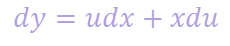 dy = udx + xdu